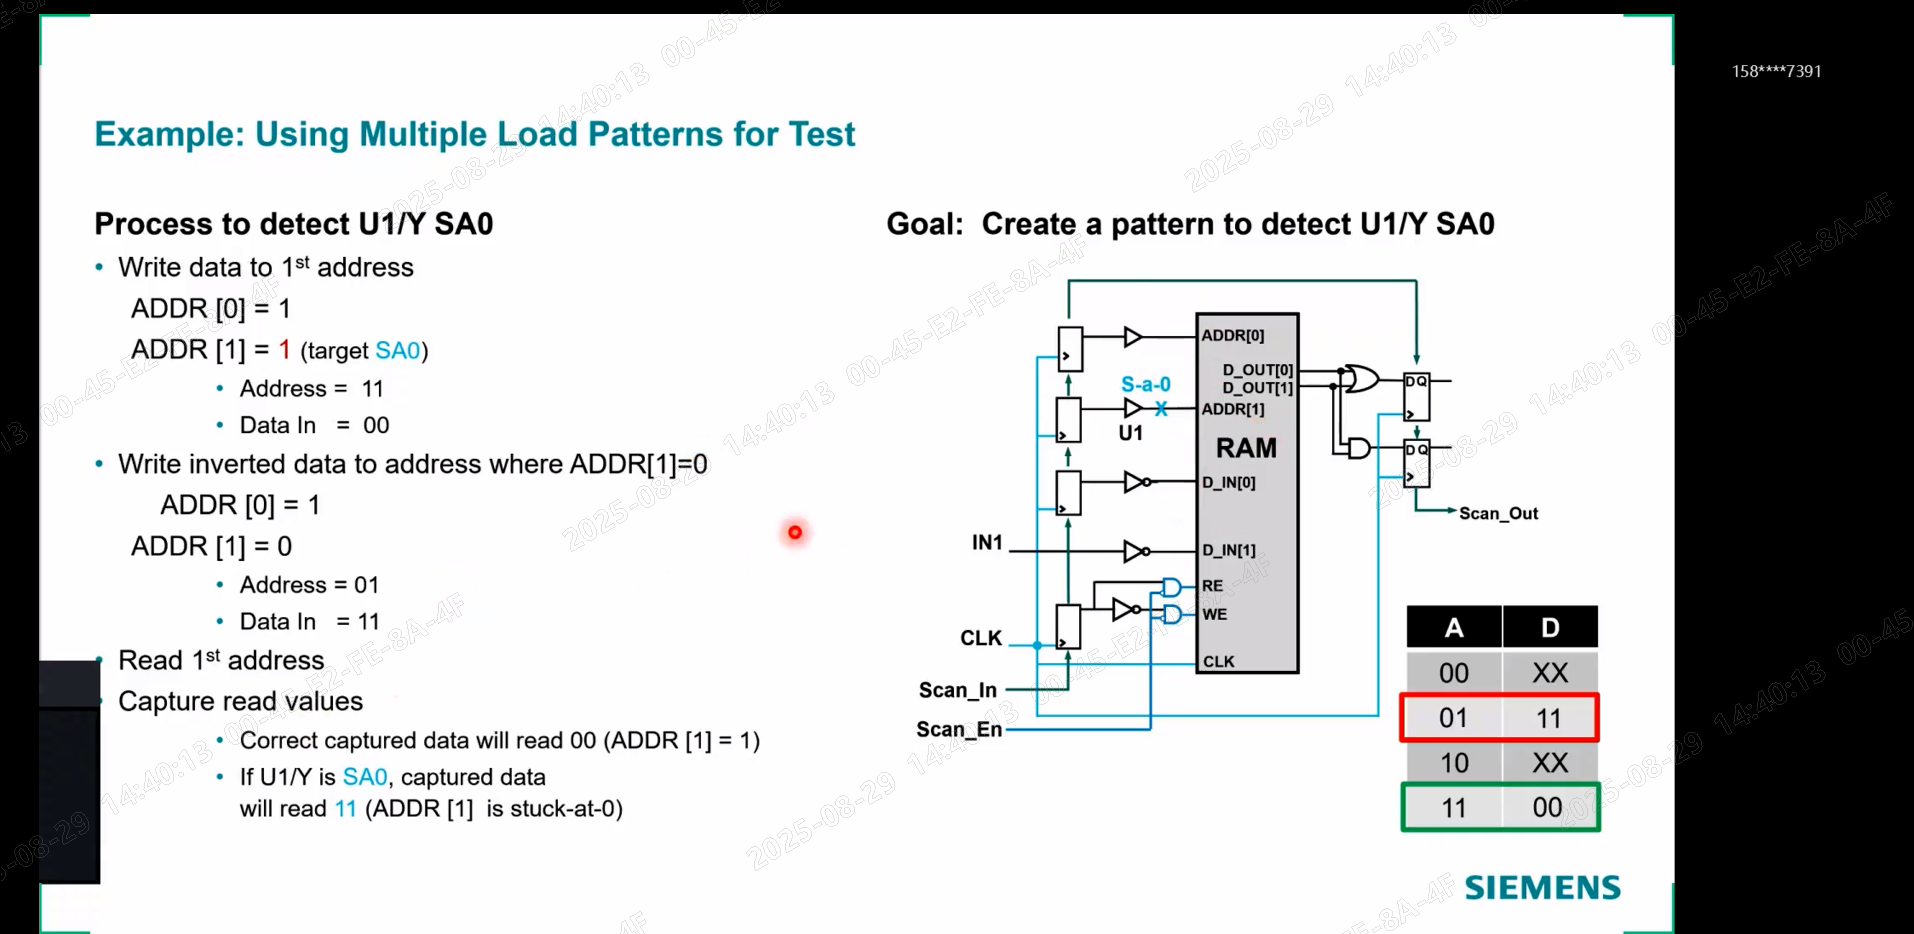 158****7391
Example: Using Multiple Load Patterns for Test
Process to detect U1/Y SA0
• Write data to 1st address
ADDR [0] = 1
ADDR [1] = 1 (target SA0)
• Address = 11
• Data In = 00
• Write inverted data to address where ADDR[1]=0
ADDR [0] = 1
ADDR [1] = 0
• Address = 01
• Data In = 11
Read 1st address
Capture read values
• Correct captured data will read 00 (ADDR [1] = 1)
• If U1/Y is SA0, captured data
will read 11 (ADDR [1] is stuck-at-0)
Goal: Create a pattern to detect U1/Y SA0
ADDR[0]
D_OUT[0]
D_OUT[1]
S-a-0
X
ADDR[1]
U1
RAM
D_IN[0]
IN1
D_IN[1]
RE
WE
CLK
CLK
Scan_In
Scan_En
DQ
DQ
Scan_Out
A D
00 XX
01 11
10 XX
11 00
SIEMENS
2025-08-29 14:40:13 00-45-E2-FE-8A-4F